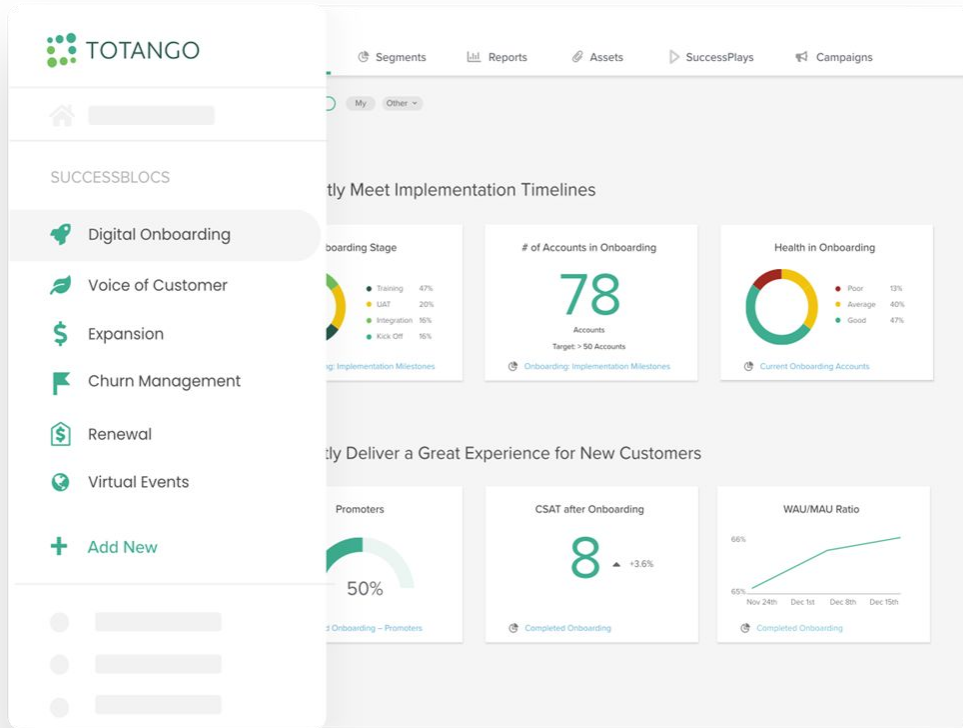 TOTANGO
Segments
Reports
Assets
SuccessPlays
Campaigns
My
Other
SUCCESSBLOCS
Digital Onboarding
Voice of Customer
Expansion
Churn Management
Renewal
Virtual Events
Add New
tly Meet Implementation Timelines
boarding Stage
Training 47%
UAT 20%
Integration 16%
Kick Off 16%
g: Implementation Milestones
# of Accounts in Onboarding
78
Accounts
Target: > 50 Accounts
Onboarding: Implementation Milestones
Health in Onboarding
Poor 13%
Average 40%
Good 47%
Current Onboarding Accounts
tly Deliver a Great Experience for New Customers
Promoters
50%
d Onboarding – Promoters
CSAT after Onboarding
8 +3.6%
Completed Onboarding
WAU/MAU Ratio
66%
65%
Nov 24th Dec 1st Dec 8th Dec 15th
Completed Onboarding